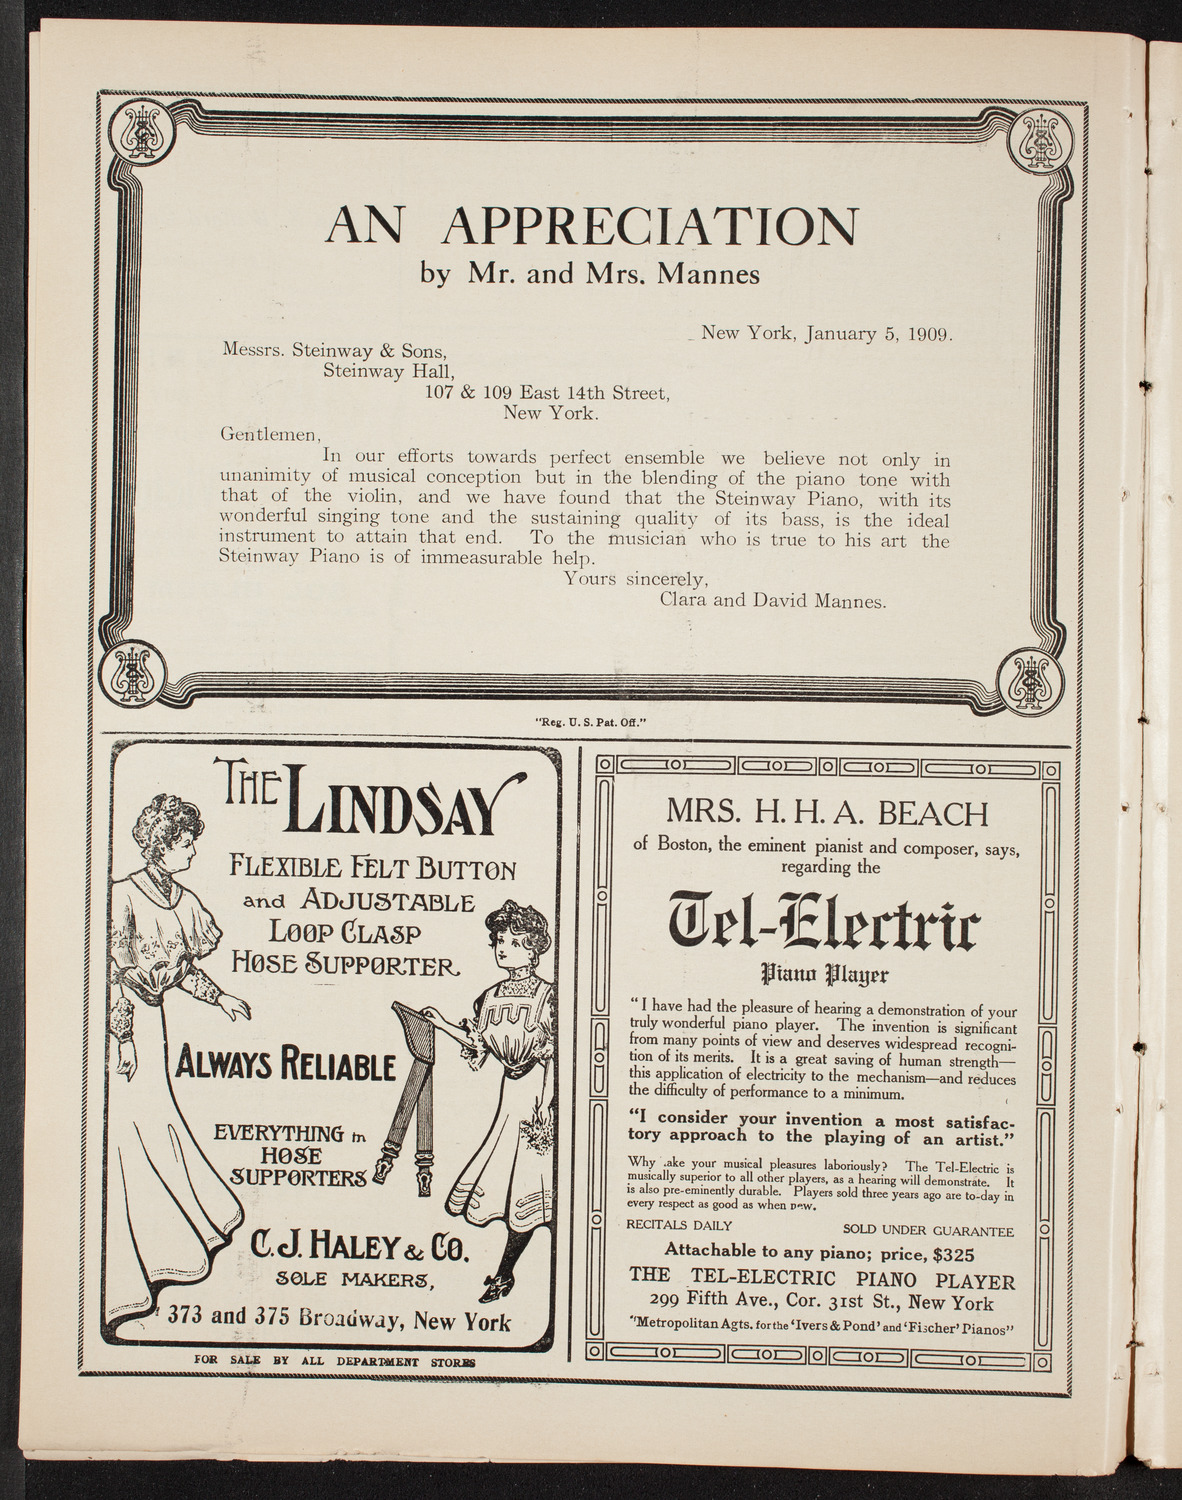 AN APPRECIATION
by Mr. and Mrs. Mannes
New York, January 5, 1909.
Messrs. Steinway & Sons,
Steinway Hall,
107 & 109 East 14th Street,
New York.
Gentlemen,
In our efforts towards perfect ensemble we believe not only in
unanimity of musical conception but in the blending of the piano tone with
that of the violin, and we have found that the Steinway Piano, with its
wonderful singing tone and the sustaining quality of its bass, is the ideal
instrument to attain that end. To the musician who is true to his art the
Steinway Piano is of immeasurable help.
Yours sincerely,
Clara and David Mannes.
"Reg. U. S. Pat. Off."
THE LINDSAY
FLEXIBLE FELT BUTTON
and ADJUSTABLE
LOOP CLASP
HOSE SUPPORTER
ALWAYS RELIABLE
EVERYTHING in
HOSE
SUPPORTERS
C. J. HALEY & CO.
SOLE MAKERS,
373 and 375 Broadway, New York
FOR SALE BY ALL DEPARTMENT STORES
MRS. H. H. A. BEACH
of Boston, the eminent pianist and composer, says,
regarding the
Tel-Electric
Piano Player
"I have had the pleasure of hearing a demonstration of your
truly wonderful piano player. The invention is significant
from many points of view and deserves widespread recogni-
tion of its merits. It is a great saving of human strength—
this application of electricity to the mechanism—and reduces
the difficulty of performance to a minimum.
"I consider your invention a most satisfac-
tory approach to the playing of an artist."
Why .ake your musical pleasures laboriously? The Tel-Electric is
musically superior to all other players, as a hearing will demonstrate. It
is also pre-eminently durable. Players sold three years ago are to-day in
every respect as good as when new.
RECITALS DAILY SOLD UNDER GUARANTEE
Attachable to any piano; price, $325
THE TEL-ELECTRIC PIANO PLAYER
299 Fifth Ave., Cor. 31st St., New York
"Metropolitan Agts. for the 'Ivers & Pond' and 'Fischer' Pianos"